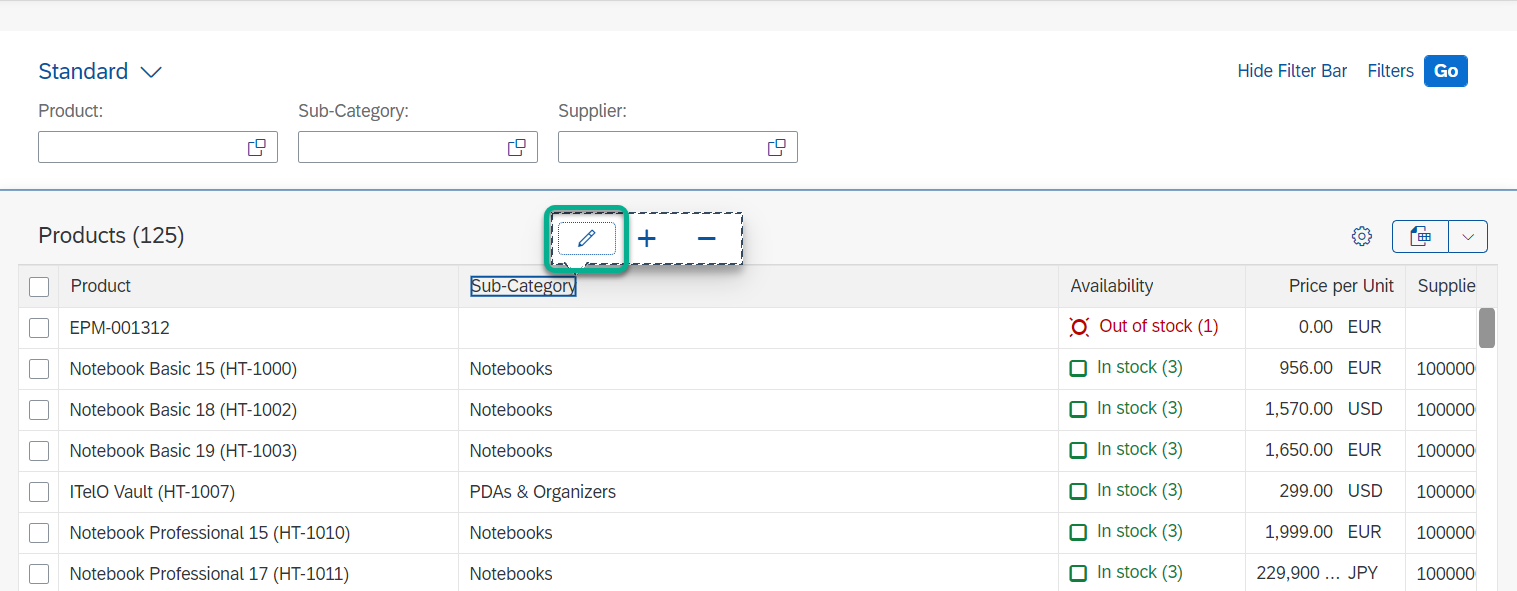 Standard
Hide Filter Bar Filters Go
Product: Sub-Category: Supplier:
Products (125)
Product Sub-Category Availability Price per Unit Supplie
EPM-001312 Out of stock (1) 0.00 EUR
Notebook Basic 15 (HT-1000) Notebooks In stock (3) 956.00 EUR 100000
Notebook Basic 18 (HT-1002) Notebooks In stock (3) 1,570.00 USD 100000
Notebook Basic 19 (HT-1003) Notebooks In stock (3) 1,650.00 EUR 100000
ITelO Vault (HT-1007) PDAs & Organizers In stock (3) 299.00 USD 100000
Notebook Professional 15 (HT-1010) Notebooks In stock (3) 1,999.00 EUR 100000
Notebook Professional 17 (HT-1011) Notebooks In stock (3) 229,900 ... JPY 100000